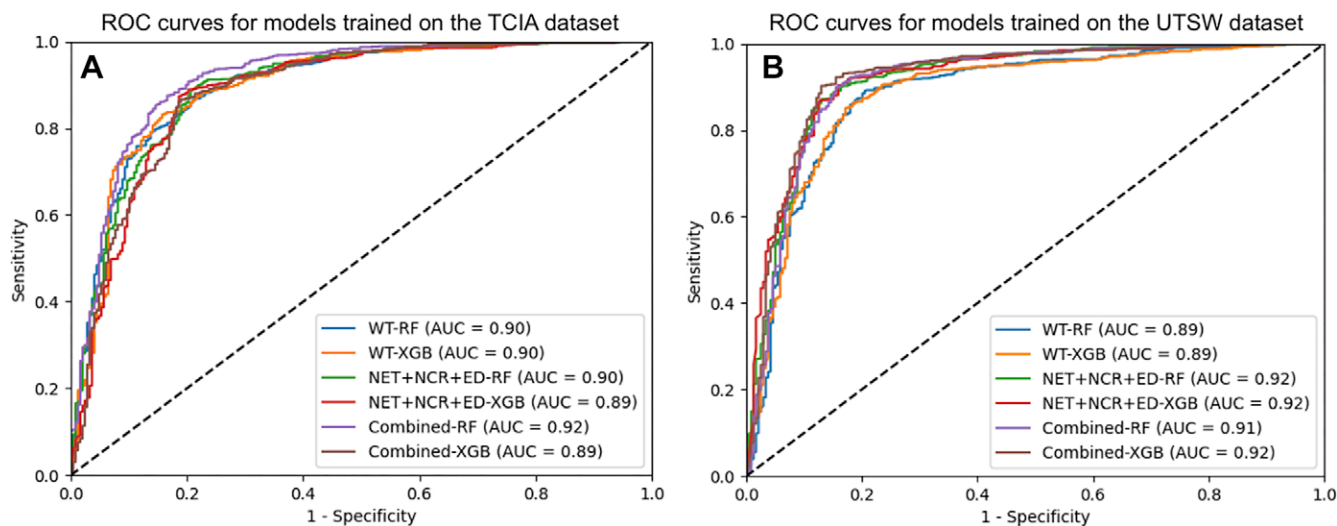 ROC curves for models trained on the TCIA dataset
A
1.0
0.8
0.6
0.4
0.2
0.0
Sensitivity
WT-RF (AUC = 0.90)
WT-XGB (AUC = 0.90)
NET+NCR+ED-RF (AUC = 0.90)
NET+NCR+ED-XGB (AUC = 0.89)
Combined-RF (AUC = 0.92)
Combined-XGB (AUC = 0.89)
0.0 0.2 0.4 0.6 0.8 1.0
1 - Specificity
ROC curves for models trained on the UTSW dataset
B
1.0
0.8
0.6
0.4
0.2
0.0
Sensitivity
WT-RF (AUC = 0.89)
WT-XGB (AUC = 0.89)
NET+NCR+ED-RF (AUC = 0.92)
NET+NCR+ED-XGB (AUC = 0.92)
Combined-RF (AUC = 0.91)
Combined-XGB (AUC = 0.92)
0.0 0.2 0.4 0.6 0.8 1.0
1 - Specificity